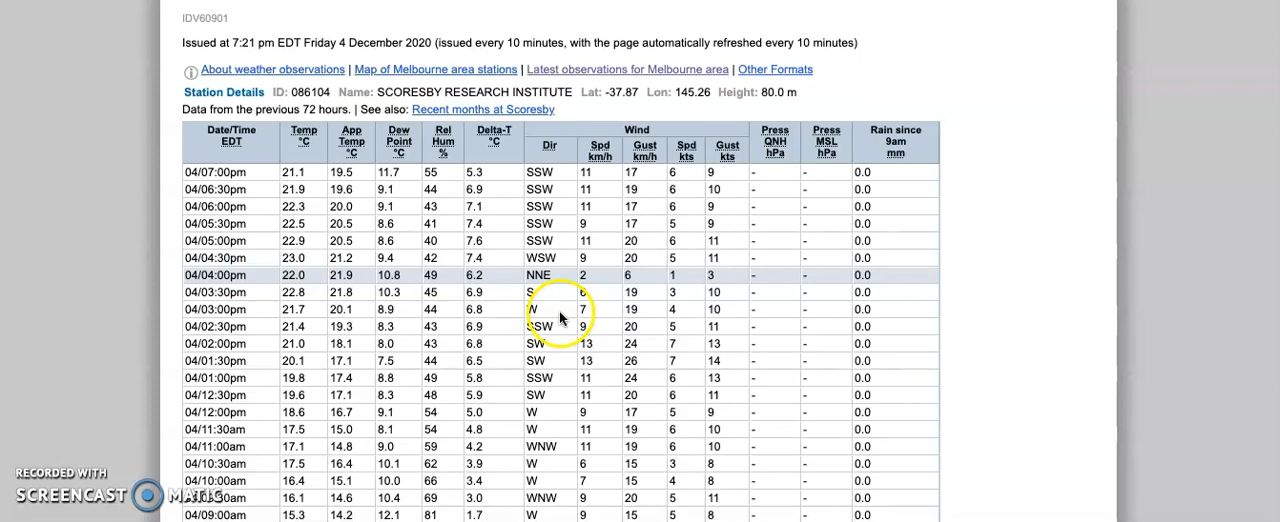 IDV60901
Issued at 7:21 pm EDT Friday 4 December 2020 (issued every 10 minutes, with the page automatically refreshed every 10 minutes)
About weather observations | Map of Melbourne area stations | Latest observations for Melbourne area | Other Formats
Station Details ID: 086104 Name: SCORESBY RESEARCH INSTITUTE Lat: -37.87 Lon: 145.26 Height: 80.0 m
Data from the previous 72 hours. | See also: Recent months at Scoresby
Date/Time EDT Temp °C App Temp °C Dew Point °C Rel Hum % Delta-T °C Wind Press QNH hPa Press MSL hPa Rain since 9am mm
Dir Spd km/h Gust km/h Spd kts Gust kts
04/07:00pm 21.1 19.5 11.7 55 5.3 SSW 11 17 6 9 - - 0.0
04/06:30pm 21.9 19.6 9.1 44 6.9 SSW 11 19 6 10 - - 0.0
04/06:00pm 22.3 20.0 9.1 43 7.1 SSW 11 17 6 9 - - 0.0
04/05:30pm 22.5 20.5 8.6 41 7.4 SSW 9 17 5 9 - - 0.0
04/05:00pm 22.9 20.5 8.6 40 7.6 SSW 11 20 6 11 - - 0.0
04/04:30pm 23.0 21.2 9.4 42 7.4 WSW 9 20 5 11 - - 0.0
04/04:00pm 22.0 21.9 10.8 49 6.2 NNE 2 6 1 3 - - 0.0
04/03:30pm 22.8 21.8 10.3 45 6.9 S 6 19 3 10 - - 0.0
04/03:00pm 21.7 20.1 8.9 44 6.8 W 7 19 4 10 - - 0.0
04/02:30pm 21.4 19.3 8.3 43 6.9 SSW 9 20 5 11 - - 0.0
04/02:00pm 21.0 18.1 8.0 43 6.8 SW 13 24 7 13 - - 0.0
04/01:30pm 20.1 17.1 7.5 44 6.5 SW 13 26 7 14 - - 0.0
04/01:00pm 19.8 17.4 8.8 49 5.8 SSW 11 24 6 13 - - 0.0
04/12:30pm 19.6 17.1 8.3 48 5.9 SW 11 20 6 11 - - 0.0
04/12:00pm 18.6 16.7 9.1 54 5.0 W 9 17 5 9 - - 0.0
04/11:30am 17.5 15.0 8.1 54 4.8 W 11 19 6 10 - - 0.0
04/11:00am 17.1 14.8 9.0 59 4.2 WNW 11 19 6 10 - - 0.0
04/10:30am 17.5 16.4 10.1 62 3.9 W 6 15 3 8 - - 0.0
04/10:00am 16.4 15.1 10.0 66 3.4 W 7 15 4 8 - - 0.0
16.1 14.6 10.4 69 3.0 WNW 9 20 5 11 - - 0.0
04/09:00am 15.3 14.2 12.1 81 1.7 W 9 15 5 8 - - 0.0
RECORDED WITH
SCREENCAST MATIC